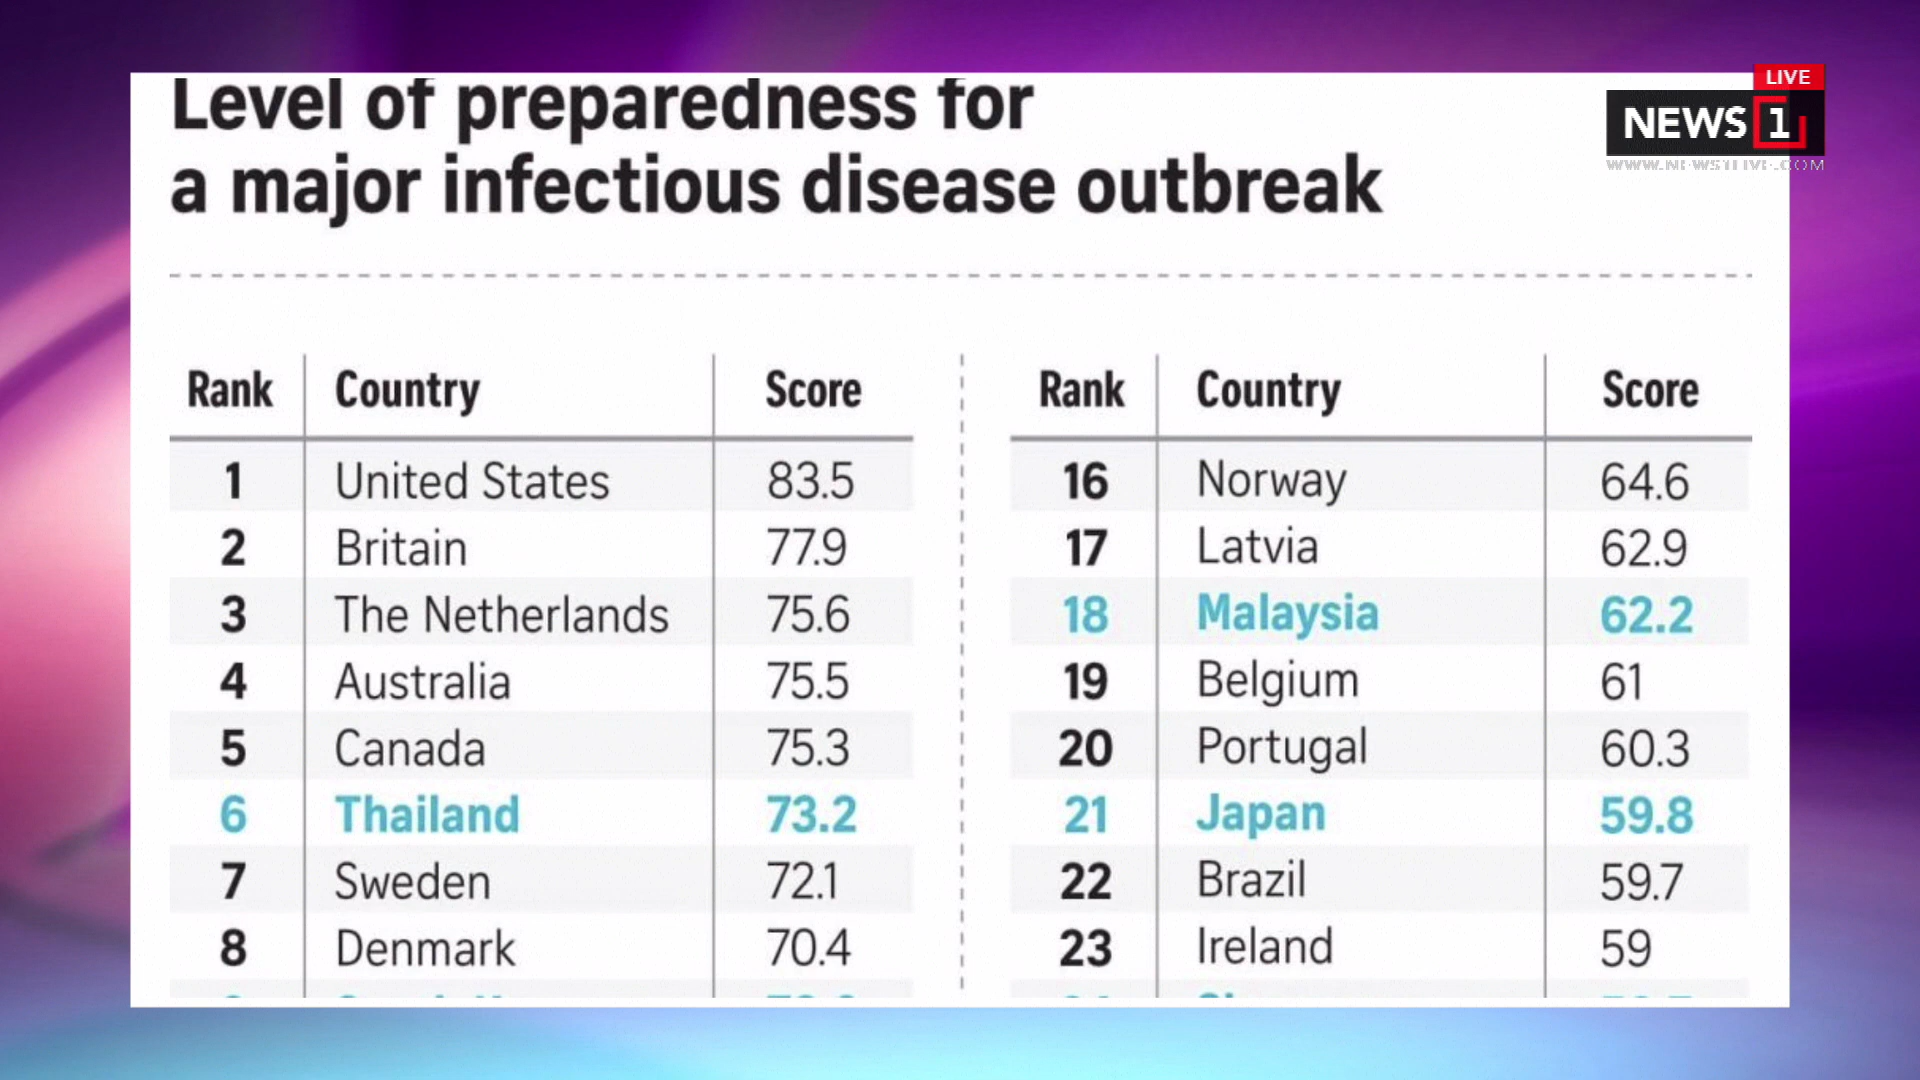 Level of preparedness for
a major infectious disease outbreak
LIVE
NEWS 1
WWW.NEWS1LIVE.COM
Rank Country Score
1 United States 83.5
2 Britain 77.9
3 The Netherlands 75.6
4 Australia 75.5
5 Canada 75.3
6 Thailand 73.2
7 Sweden 72.1
8 Denmark 70.4
Rank Country Score
16 Norway 64.6
17 Latvia 62.9
18 Malaysia 62.2
19 Belgium 61
20 Portugal 60.3
21 Japan 59.8
22 Brazil 59.7
23 Ireland 59